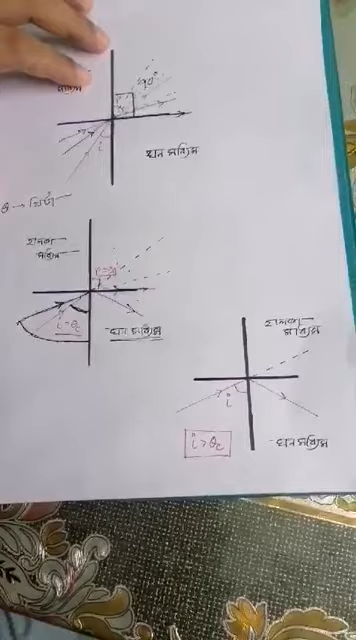 মাধ্যম
90°
i
ঘন মাধ্যম
θ → ক্রিটি
হালকা
মাধ্যম
i = θc
ঘন মাধ্যম
হালকা
মাধ্যম
i
i > θc
ঘন মাধ্যম